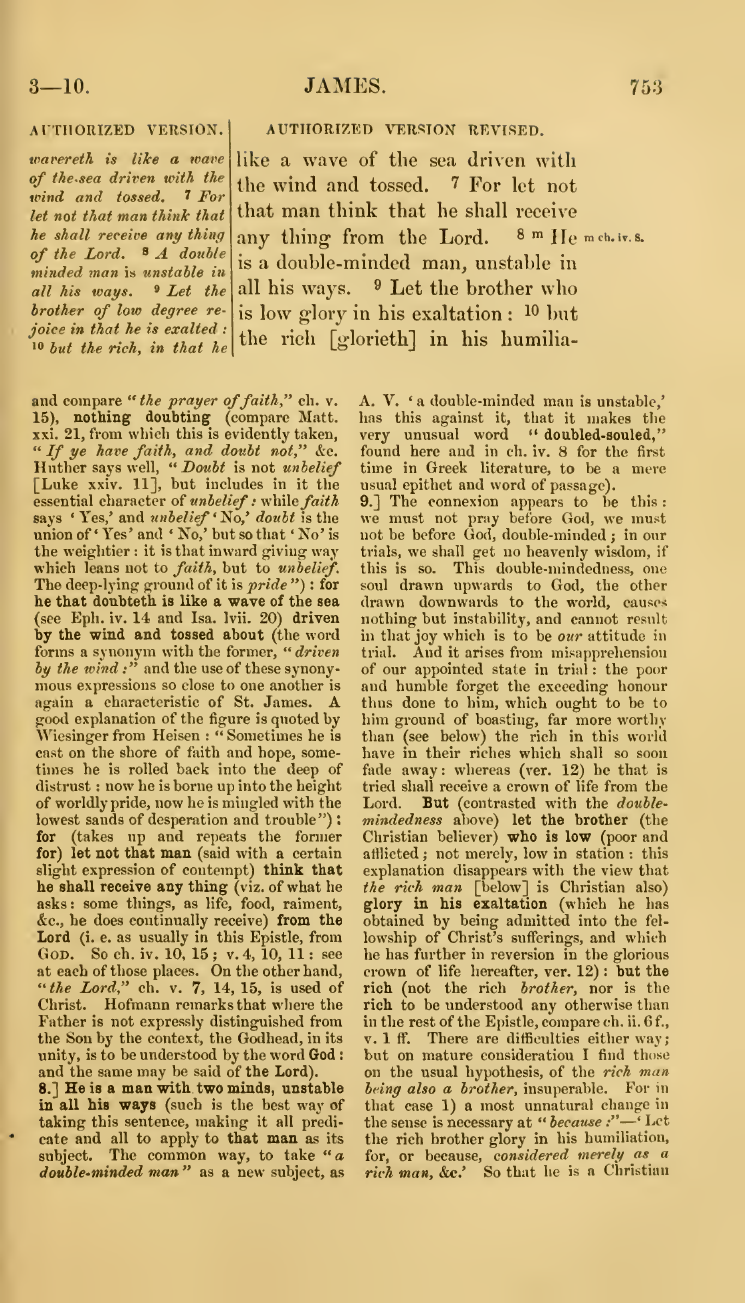 3—10.
JAMES.
753
AUTHORIZED VERSION.
wavereth is like a wave
of the sea driven with the
wind and tossed. 7 For
let not that man think that
he shall receive any thing
of the Lord. 8 A double
minded man is unstable in
all his ways. 9 Let the
brother of low degree re-
joice in that he is exalted :
10 but the rich, in that he
AUTHORIZED VERSION REVISED.
like a wave of the sea driven with
the wind and tossed. 7 For let not
that man think that he shall receive
any thing from the Lord. 8 m He
is a double-minded man, unstable in
all his ways. 9 Let the brother who
is low glory in his exaltation : 10 but
the rich [glorieth] in his humilia-
m ch. iv. 8.
and compare “the prayer of faith,” ch. v.
15), nothing doubting (compare Matt.
xxi. 21, from which this is evidently taken,
“If ye have faith, and doubt not,” &c.
Huther says well, “Doubt is not unbelief
[Luke xxiv. 11], but includes in it the
essential character of unbelief: while faith
says ‘ Yes,’ and unbelief ‘ No,’ doubt is the
union of ‘ Yes’ and ‘ No,’ but so that ‘ No’ is
the weightier : it is that inward giving way
which leans not to faith, but to unbelief.
The deep-lying ground of it is pride”) : for
he that doubteth is like a wave of the sea
(see Eph. iv. 14 and Isa. lvii. 20) driven
by the wind and tossed about (the word
forms a synonym with the former, “driven
by the wind :” and the use of these synony-
mous expressions so close to one another is
again a characteristic of St. James. A
good explanation of the figure is quoted by
Wiesinger from Heisen : “Sometimes he is
cast on the shore of faith and hope, some-
times he is rolled back into the deep of
distrust : now he is borne up into the height
of worldly pride, now he is mingled with the
lowest sands of desperation and trouble”) :
for (takes up and repeats the former
for) let not that man (said with a certain
slight expression of contempt) think that
he shall receive any thing (viz. of what he
asks : some things, as life, food, raiment,
&c., he does continually receive) from the
Lord (i. e. as usually in this Epistle, from
GOD. So ch. iv. 10, 15 ; v. 4, 10, 11 : see
at each of those places. On the other hand,
“the Lord,” ch. v. 7, 14, 15, is used of
Christ. Hofmann remarks that where the
Father is not expressly distinguished from
the Son by the context, the Godhead, in its
unity, is to be understood by the word God :
and the same may be said of the Lord).
8.] He is a man with two minds, unstable
in all his ways (such is the best way of
taking this sentence, making it all predi-
cate and all to apply to that man as its
subject. The common way, to take “a
double-minded man” as a new subject, as
A. V. ‘ a double-minded man is unstable,’
has this against it, that it makes the
very unusual word “ doubled-souled,”
found here and in ch. iv. 8 for the first
time in Greek literature, to be a mere
usual epithet and word of passage).
9.] The connexion appears to be this :
we must not pray before God, we must
not be before God, double-minded ; in our
trials, we shall get no heavenly wisdom, if
this is so. This double-mindedness, one
soul drawn upwards to God, the other
drawn downwards to the world, causes
nothing but instability, and cannot result
in that joy which is to be our attitude in
trial. And it arises from misapprehension
of our appointed state in trial : the poor
and humble forget the exceeding honour
thus done to him, which ought to be to
him ground of boasting, far more worthy
than (see below) the rich in this world
have in their riches which shall so soon
fade away : whereas (ver. 12) he that is
tried shall receive a crown of life from the
Lord. But (contrasted with the double-
mindedness above) let the brother (the
Christian believer) who is low (poor and
afflicted ; not merely, low in station : this
explanation disappears with the view that
the rich man [below] is Christian also)
glory in his exaltation (which he has
obtained by being admitted into the fel-
lowship of Christ’s sufferings, and which
he has further in reversion in the glorious
crown of life hereafter, ver. 12) : but the
rich (not the rich brother, nor is the
rich to be understood any otherwise than
in the rest of the Epistle, compare ch. ii. 6 f.,
v. 1 ff. There are difficulties either way ;
but on mature consideration I find those
on the usual hypothesis, of the rich man
being also a brother, insuperable. For in
that case 1) a most unnatural change in
the sense is necessary at “because :”—‘ Let
the rich brother glory in his humiliation,
for, or because, considered merely as a
rich man, &c.’ So that he is a Christian